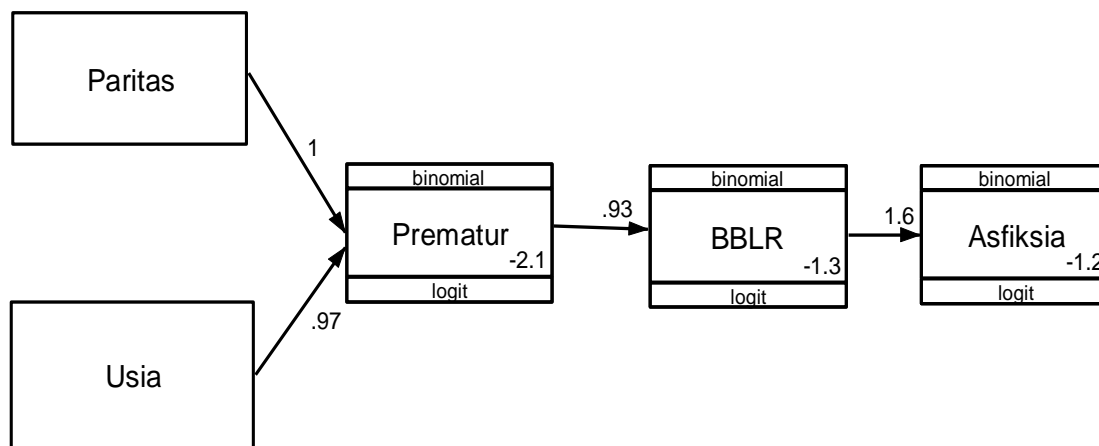 Paritas
1
binomial
Prematur
-2.1
logit
.93
binomial
BBLR
-1.3
logit
1.6
binomial
Asfiksia
-1.2
logit
.97
Usia